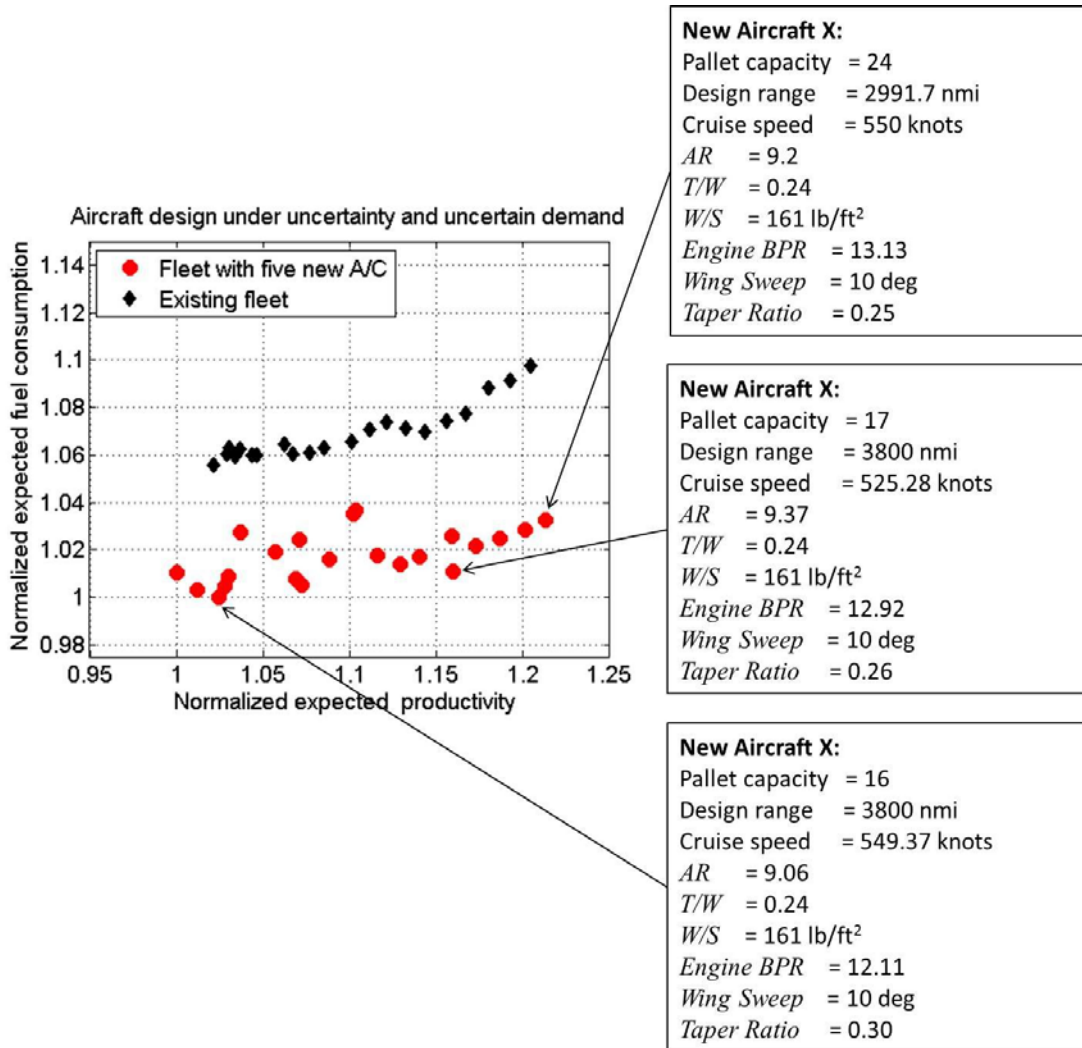 Aircraft design under uncertainty and uncertain demand
Normalized expected fuel consumption
1.14
1.12
1.1
1.08
1.06
1.04
1.02
1
0.98
Fleet with five new A/C
Existing fleet
0.95 1 1.05 1.1 1.15 1.2 1.25
Normalized expected productivity
New Aircraft X:
Pallet capacity = 24
Design range = 2991.7 nmi
Cruise speed = 550 knots
AR = 9.2
T/W = 0.24
W/S = 161 lb/ft²
Engine BPR = 13.13
Wing Sweep = 10 deg
Taper Ratio = 0.25
New Aircraft X:
Pallet capacity = 17
Design range = 3800 nmi
Cruise speed = 525.28 knots
AR = 9.37
T/W = 0.24
W/S = 161 lb/ft²
Engine BPR = 12.92
Wing Sweep = 10 deg
Taper Ratio = 0.26
New Aircraft X:
Pallet capacity = 16
Design range = 3800 nmi
Cruise speed = 549.37 knots
AR = 9.06
T/W = 0.24
W/S = 161 lb/ft²
Engine BPR = 12.11
Wing Sweep = 10 deg
Taper Ratio = 0.30